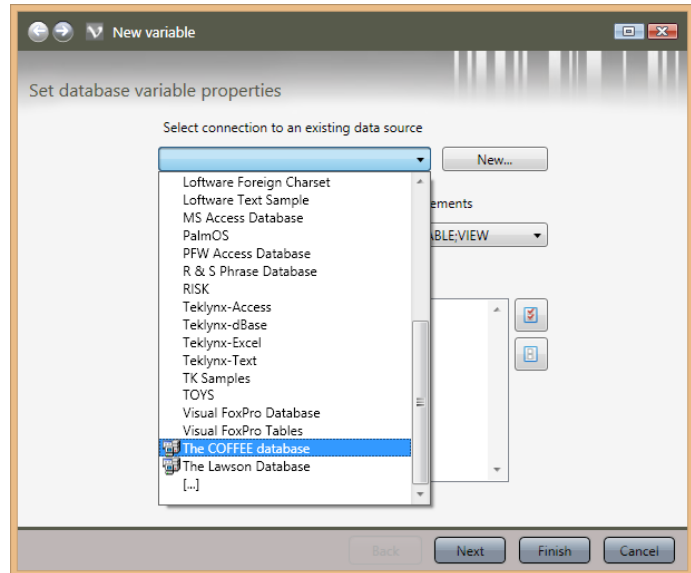 New variable
Set database variable properties
Select connection to an existing data source
New...
Loftware Foreign Charset
Loftware Text Sample
ements
MS Access Database
PalmOS
ABLE;VIEW
PFW Access Database
R & S Phrase Database
RISK
Teklynx-Access
Teklynx-dBase
Teklynx-Excel
Teklynx-Text
TK Samples
TOYS
Visual FoxPro Database
Visual FoxPro Tables
The COFFEE database
The Lawson Database
[...]
Back Next Finish Cancel